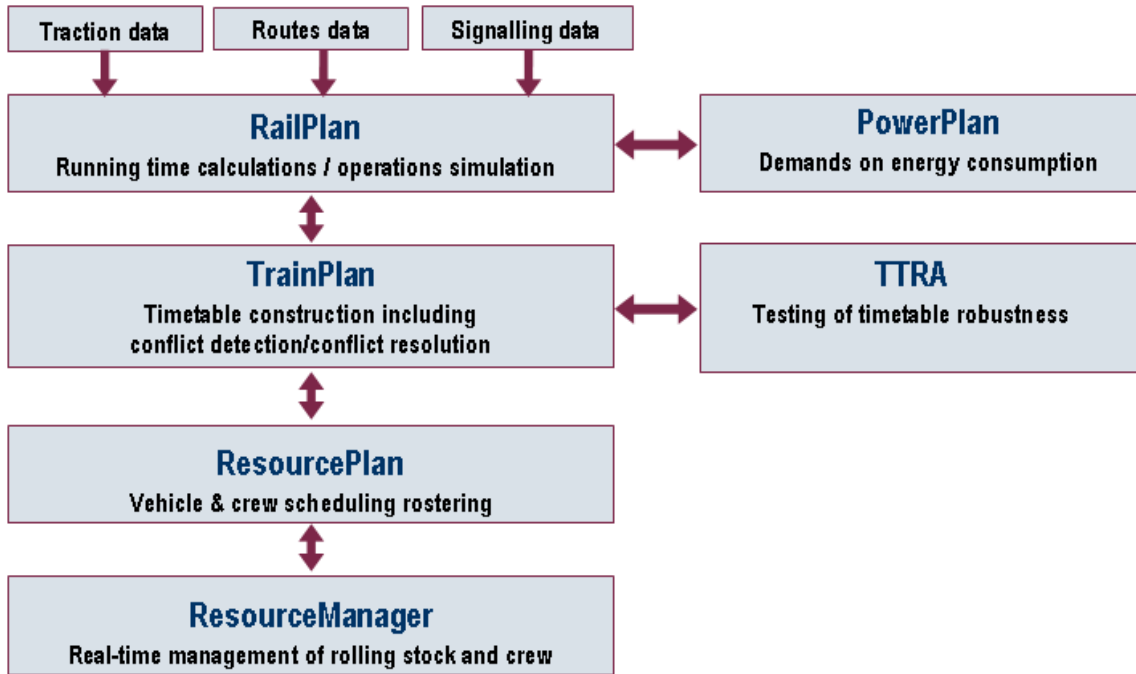 Traction data
Routes data
Signalling data
RailPlan
Running time calculations / operations simulation
PowerPlan
Demands on energy consumption
TrainPlan
Timetable construction including
conflict detection/conflict resolution
TTRA
Testing of timetable robustness
ResourcePlan
Vehicle & crew scheduling rostering
ResourceManager
Real-time management of rolling stock and crew